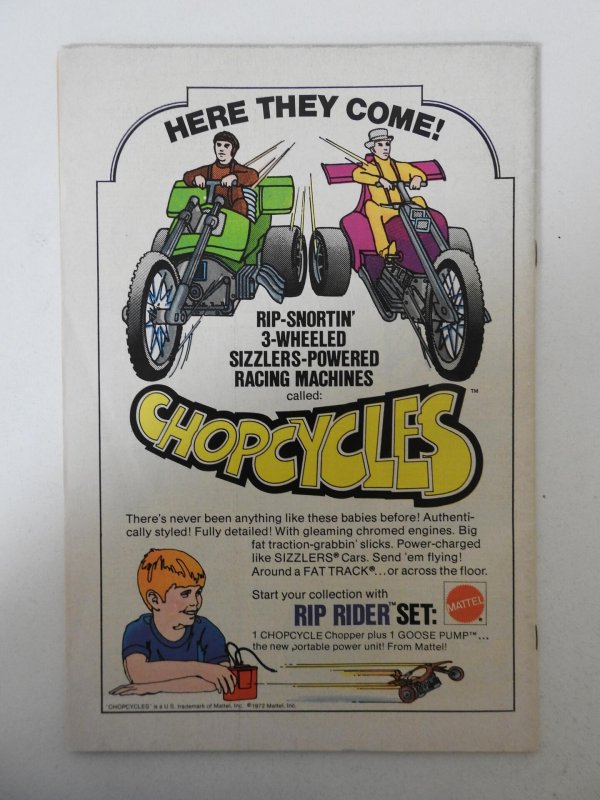 HERE THEY COME!
RIP-SNORTIN'
3-WHEELED
SIZZLERS-POWERED
RACING MACHINES
called:
CHOPCYCLES™
There's never been anything like these babies before! Authenti-
cally styled! Fully detailed! With gleaming chromed engines. Big
fat traction-grabbin' slicks. Power-charged
like SIZZLERS® Cars. Send 'em flying!
Around a FAT TRACK®...or across the floor.
Start your collection with
RIP RIDER™ SET:
MATTEL®
1 CHOPCYCLE Chopper plus 1 GOOSE PUMP™...
the new portable power unit! From Mattel!
"CHOPCYCLES" is a U.S. trademark of Mattel, Inc. ©1972 Mattel, Inc.